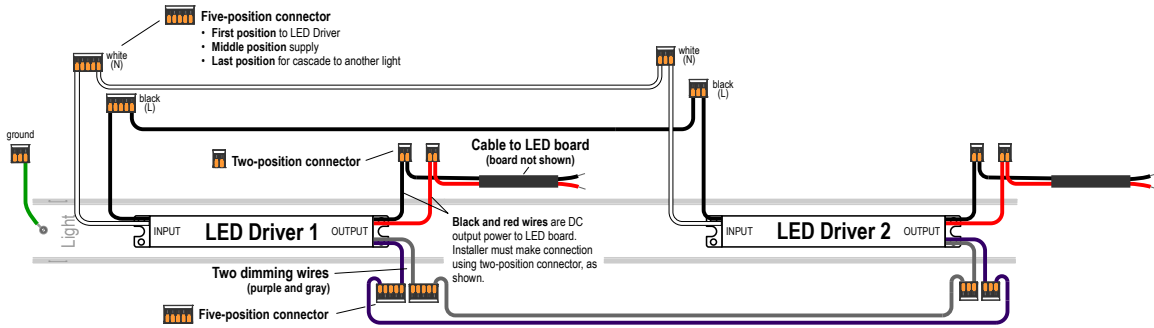 Five-position connector
• First position to LED Driver
• Middle position supply
• Last position for cascade to another light
white
(N)
white
(N)
black
(L)
black
(L)
ground
Two-position connector
Cable to LED board
(board not shown)
Light
INPUT
LED Driver 1
OUTPUT
Black and red wires are DC
output power to LED board.
Installer must make connection
using two-position connector, as
shown.
INPUT
LED Driver 2
OUTPUT
Two dimming wires
(purple and gray)
Five-position connector